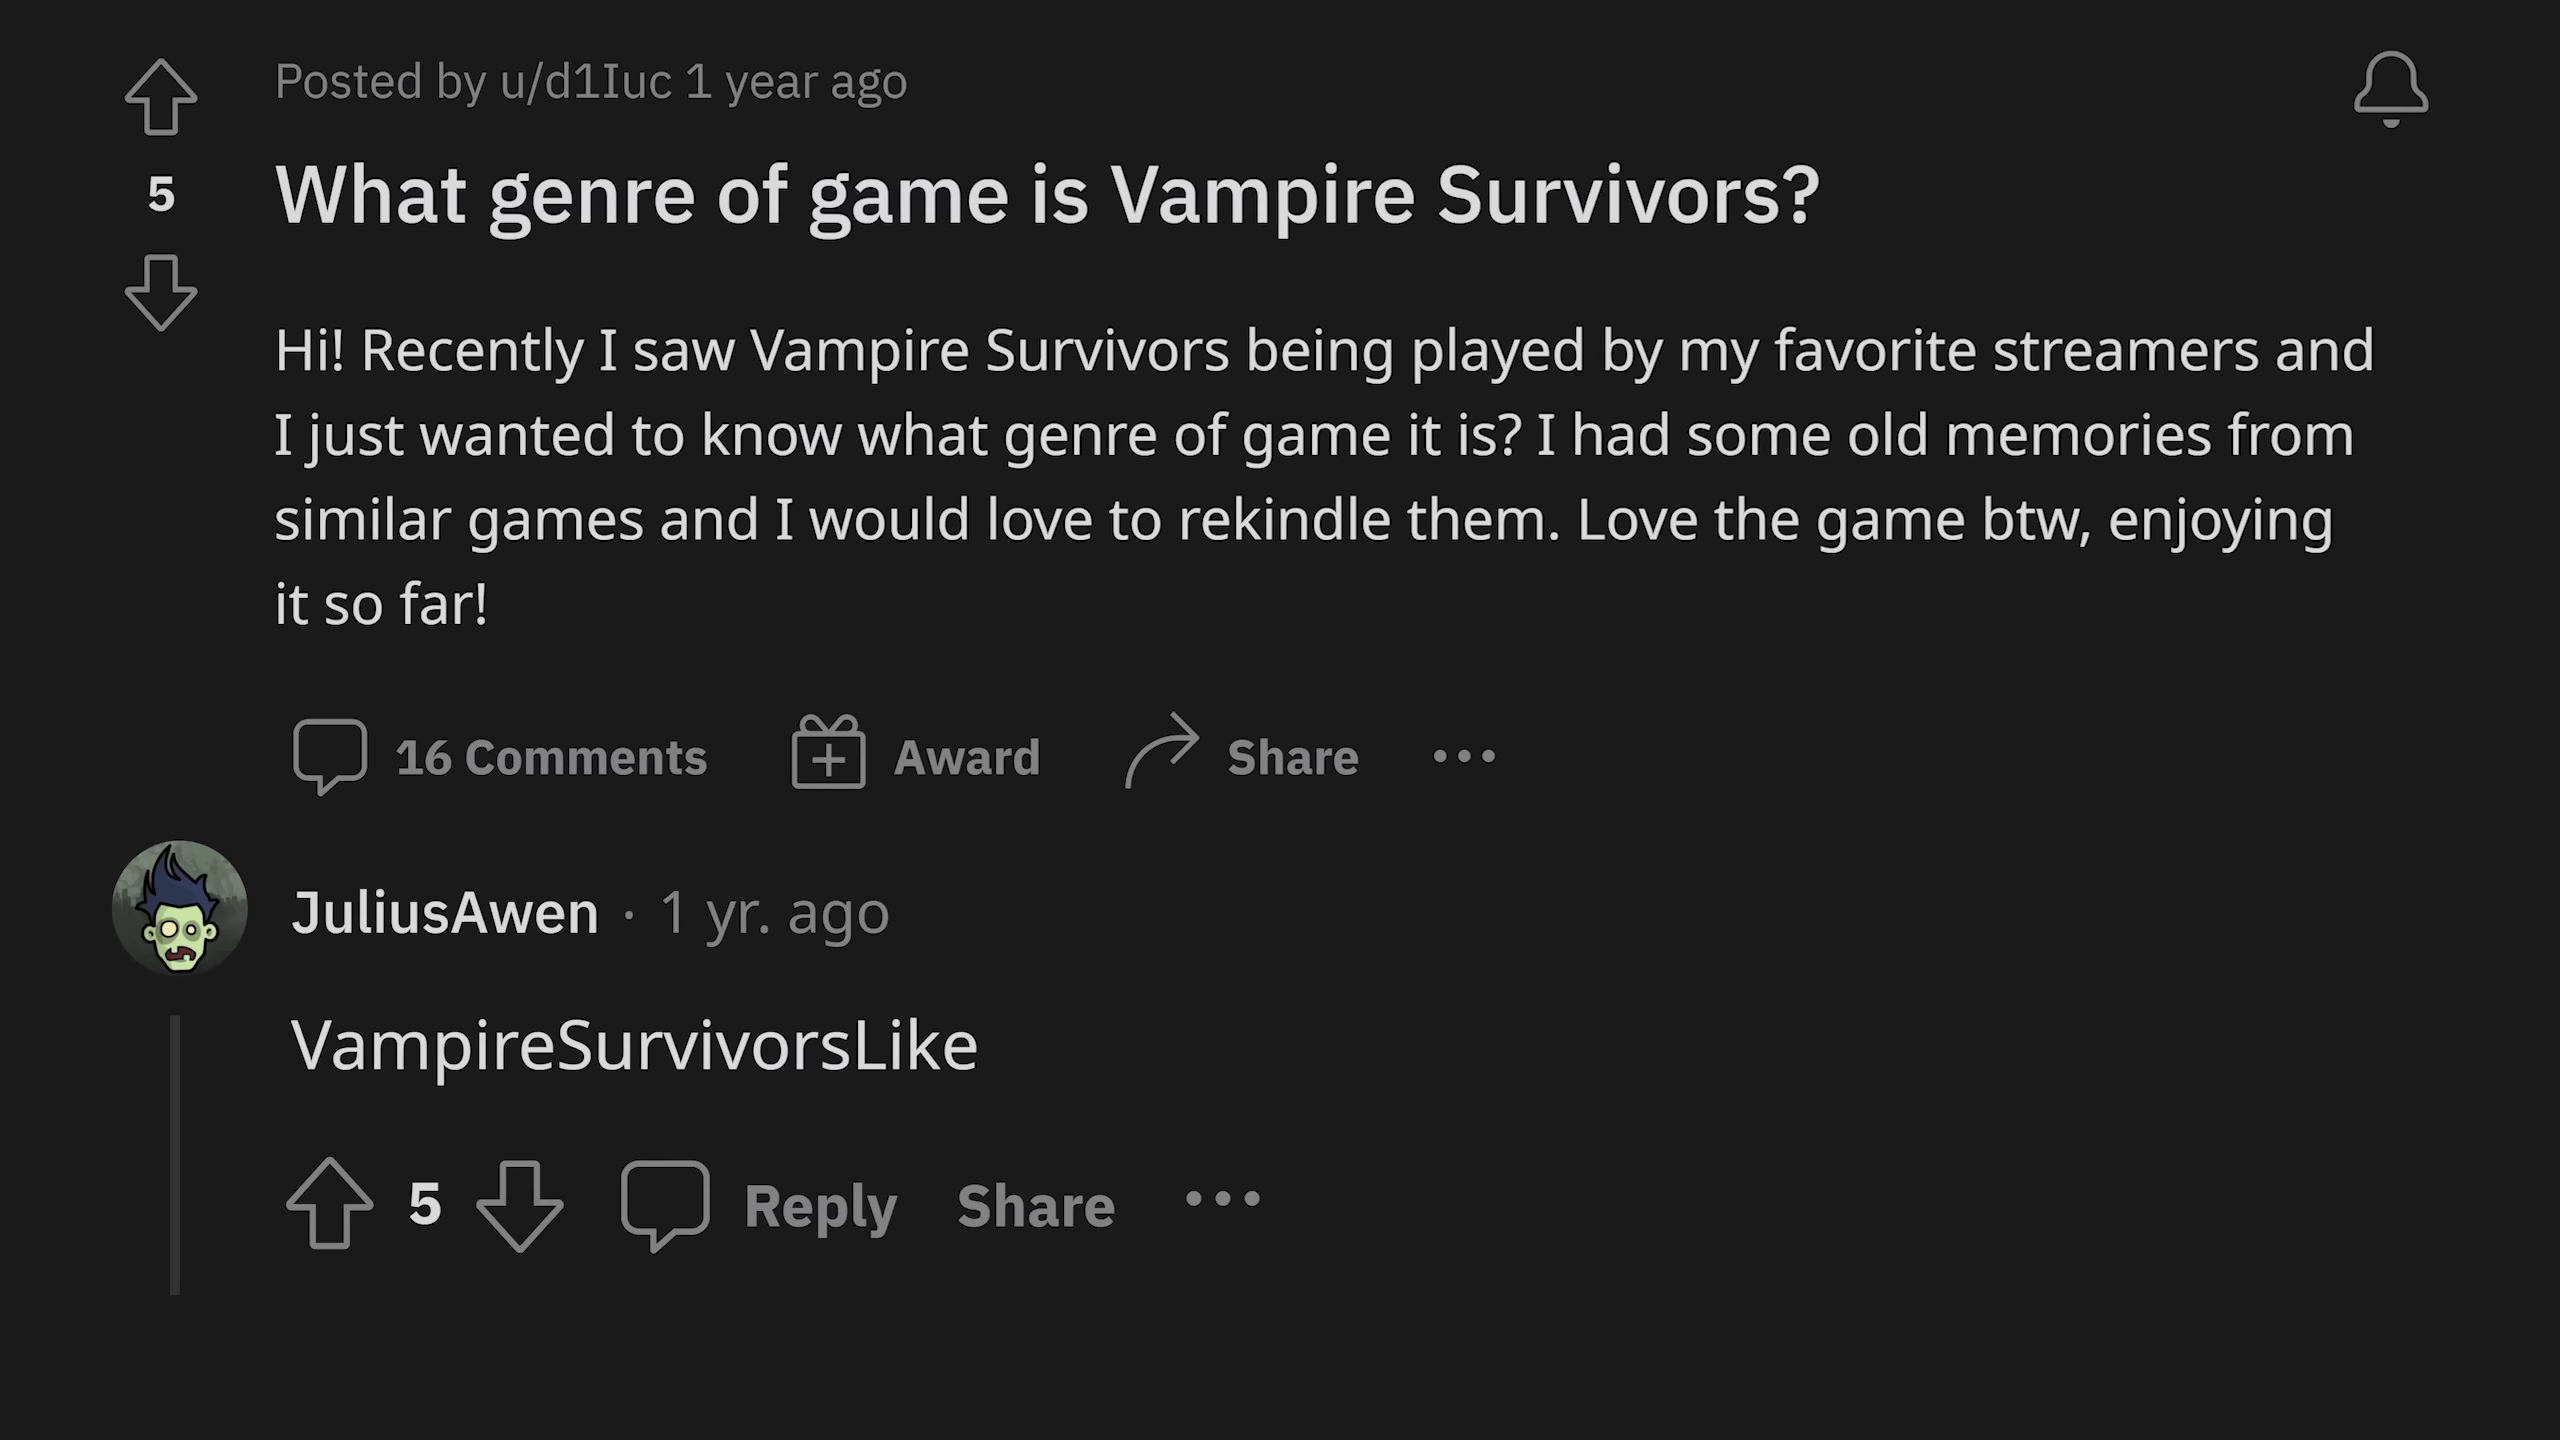 Posted by u/d1Iuc 1 year ago
5
What genre of game is Vampire Survivors?
Hi! Recently I saw Vampire Survivors being played by my favorite streamers and
I just wanted to know what genre of game it is? I had some old memories from
similar games and I would love to rekindle them. Love the game btw, enjoying
it so far!
16 Comments Award Share
JuliusAwen · 1 yr. ago
VampireSurvivorsLike
5 Reply Share